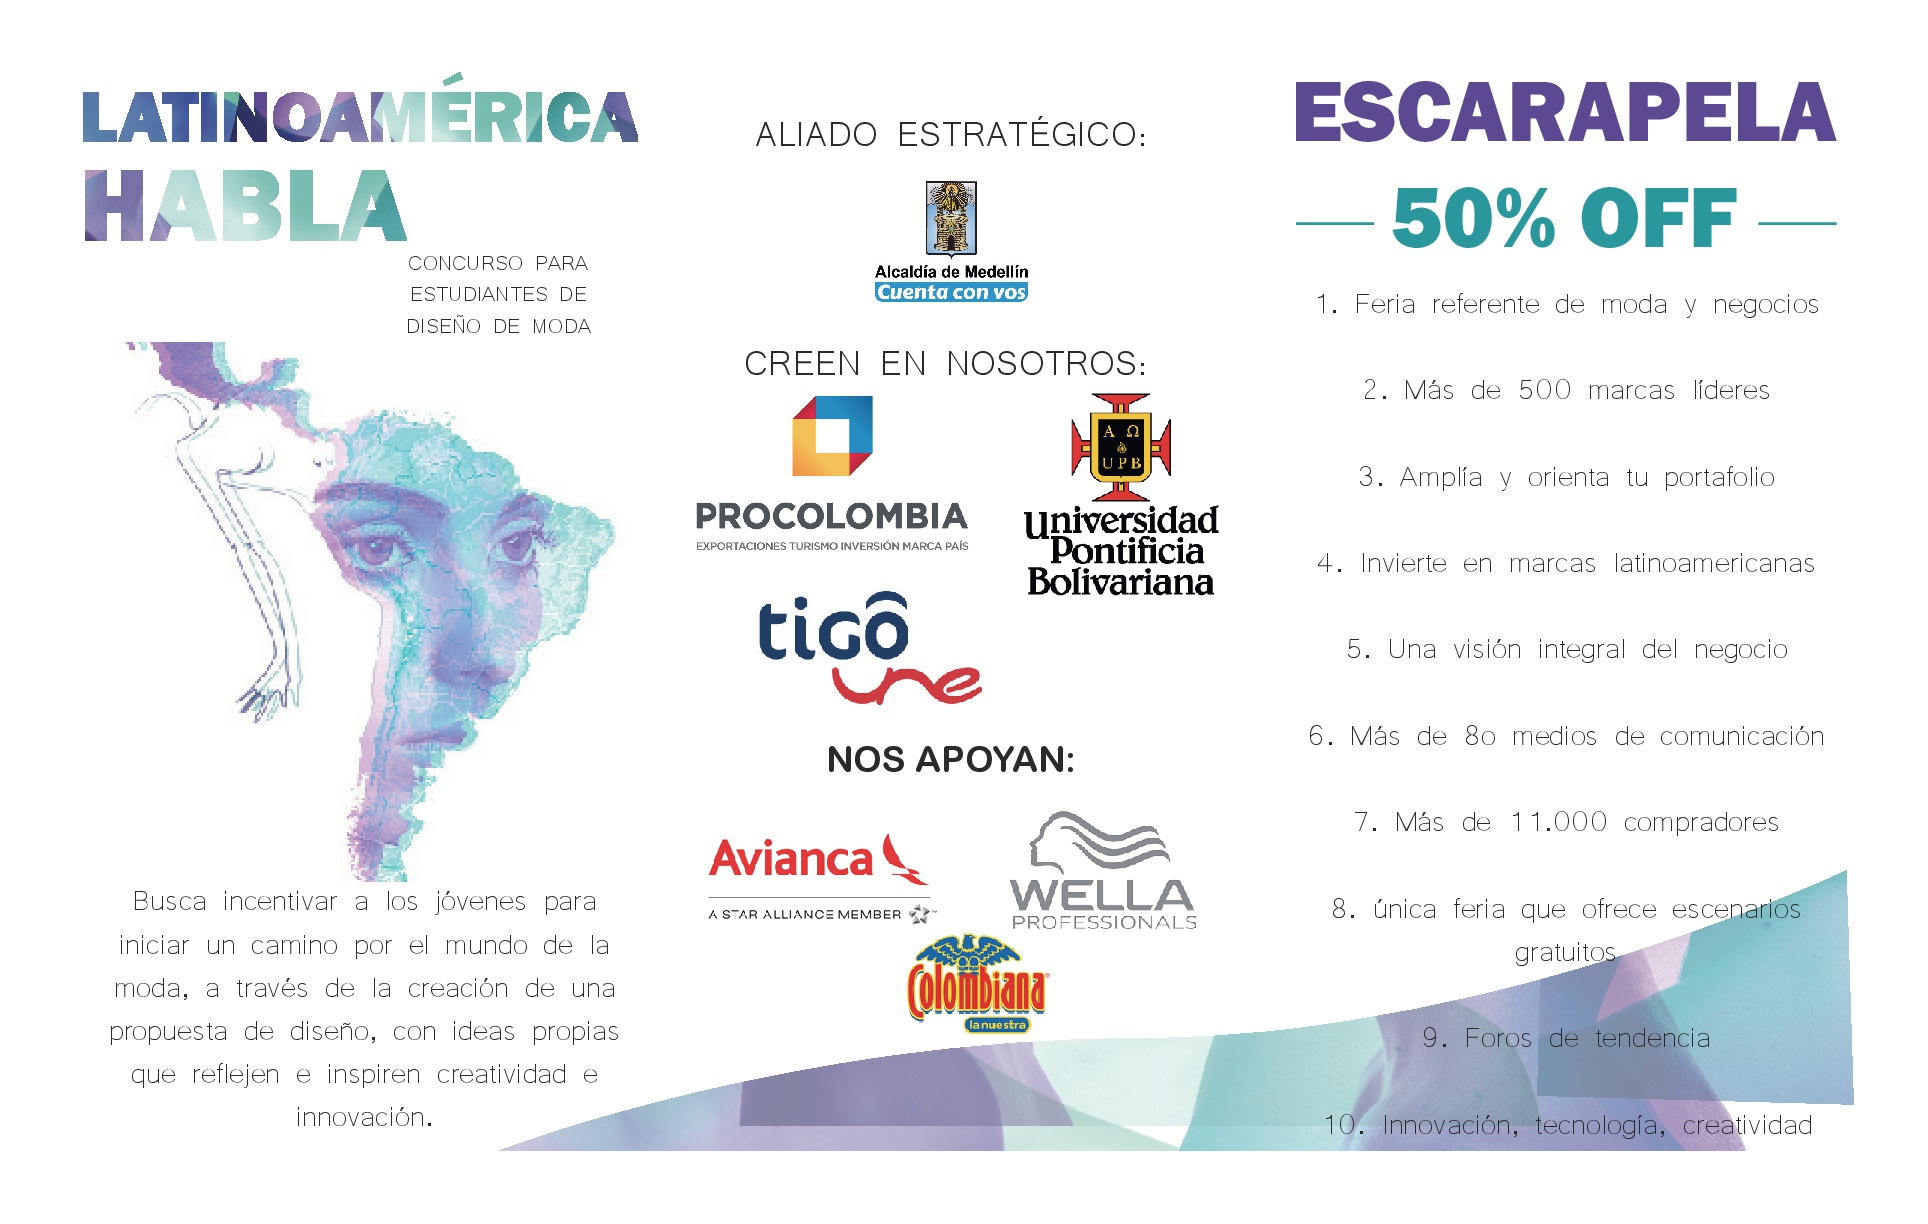 LATINOAMÉRICA
HABLA
CONCURSO PARA
ESTUDIANTES DE
DISEÑO DE MODA
Busca incentivar a los jóvenes para
iniciar un camino por el mundo de la
moda, a través de la creación de una
propuesta de diseño, con ideas propias
que reflejen e inspiren creatividad e
innovación.
ALIADO ESTRATÉGICO:
Alcaldía de Medellín
Cuenta con vos
CREEN EN NOSOTROS:
PROCOLOMBIA
EXPORTACIONES TURISMO INVERSIÓN MARCA PAÍS
Α Ω
UPB
Universidad
Pontificia
Bolivariana
tigo
une
NOS APOYAN:
Avianca
A STAR ALLIANCE MEMBER
WELLA
PROFESSIONALS
Colombiana
la nuestra
ESCARAPELA
50% OFF
1. Feria referente de moda y negocios
2. Más de 500 marcas líderes
3. Amplía y orienta tu portafolio
4. Invierte en marcas latinoamericanas
5. Una visión integral del negocio
6. Más de 8o medios de comunicación
7. Más de 11.000 compradores
8. única feria que ofrece escenarios
gratuitos
9. Foros de tendencia
10. Innovación, tecnología, creatividad